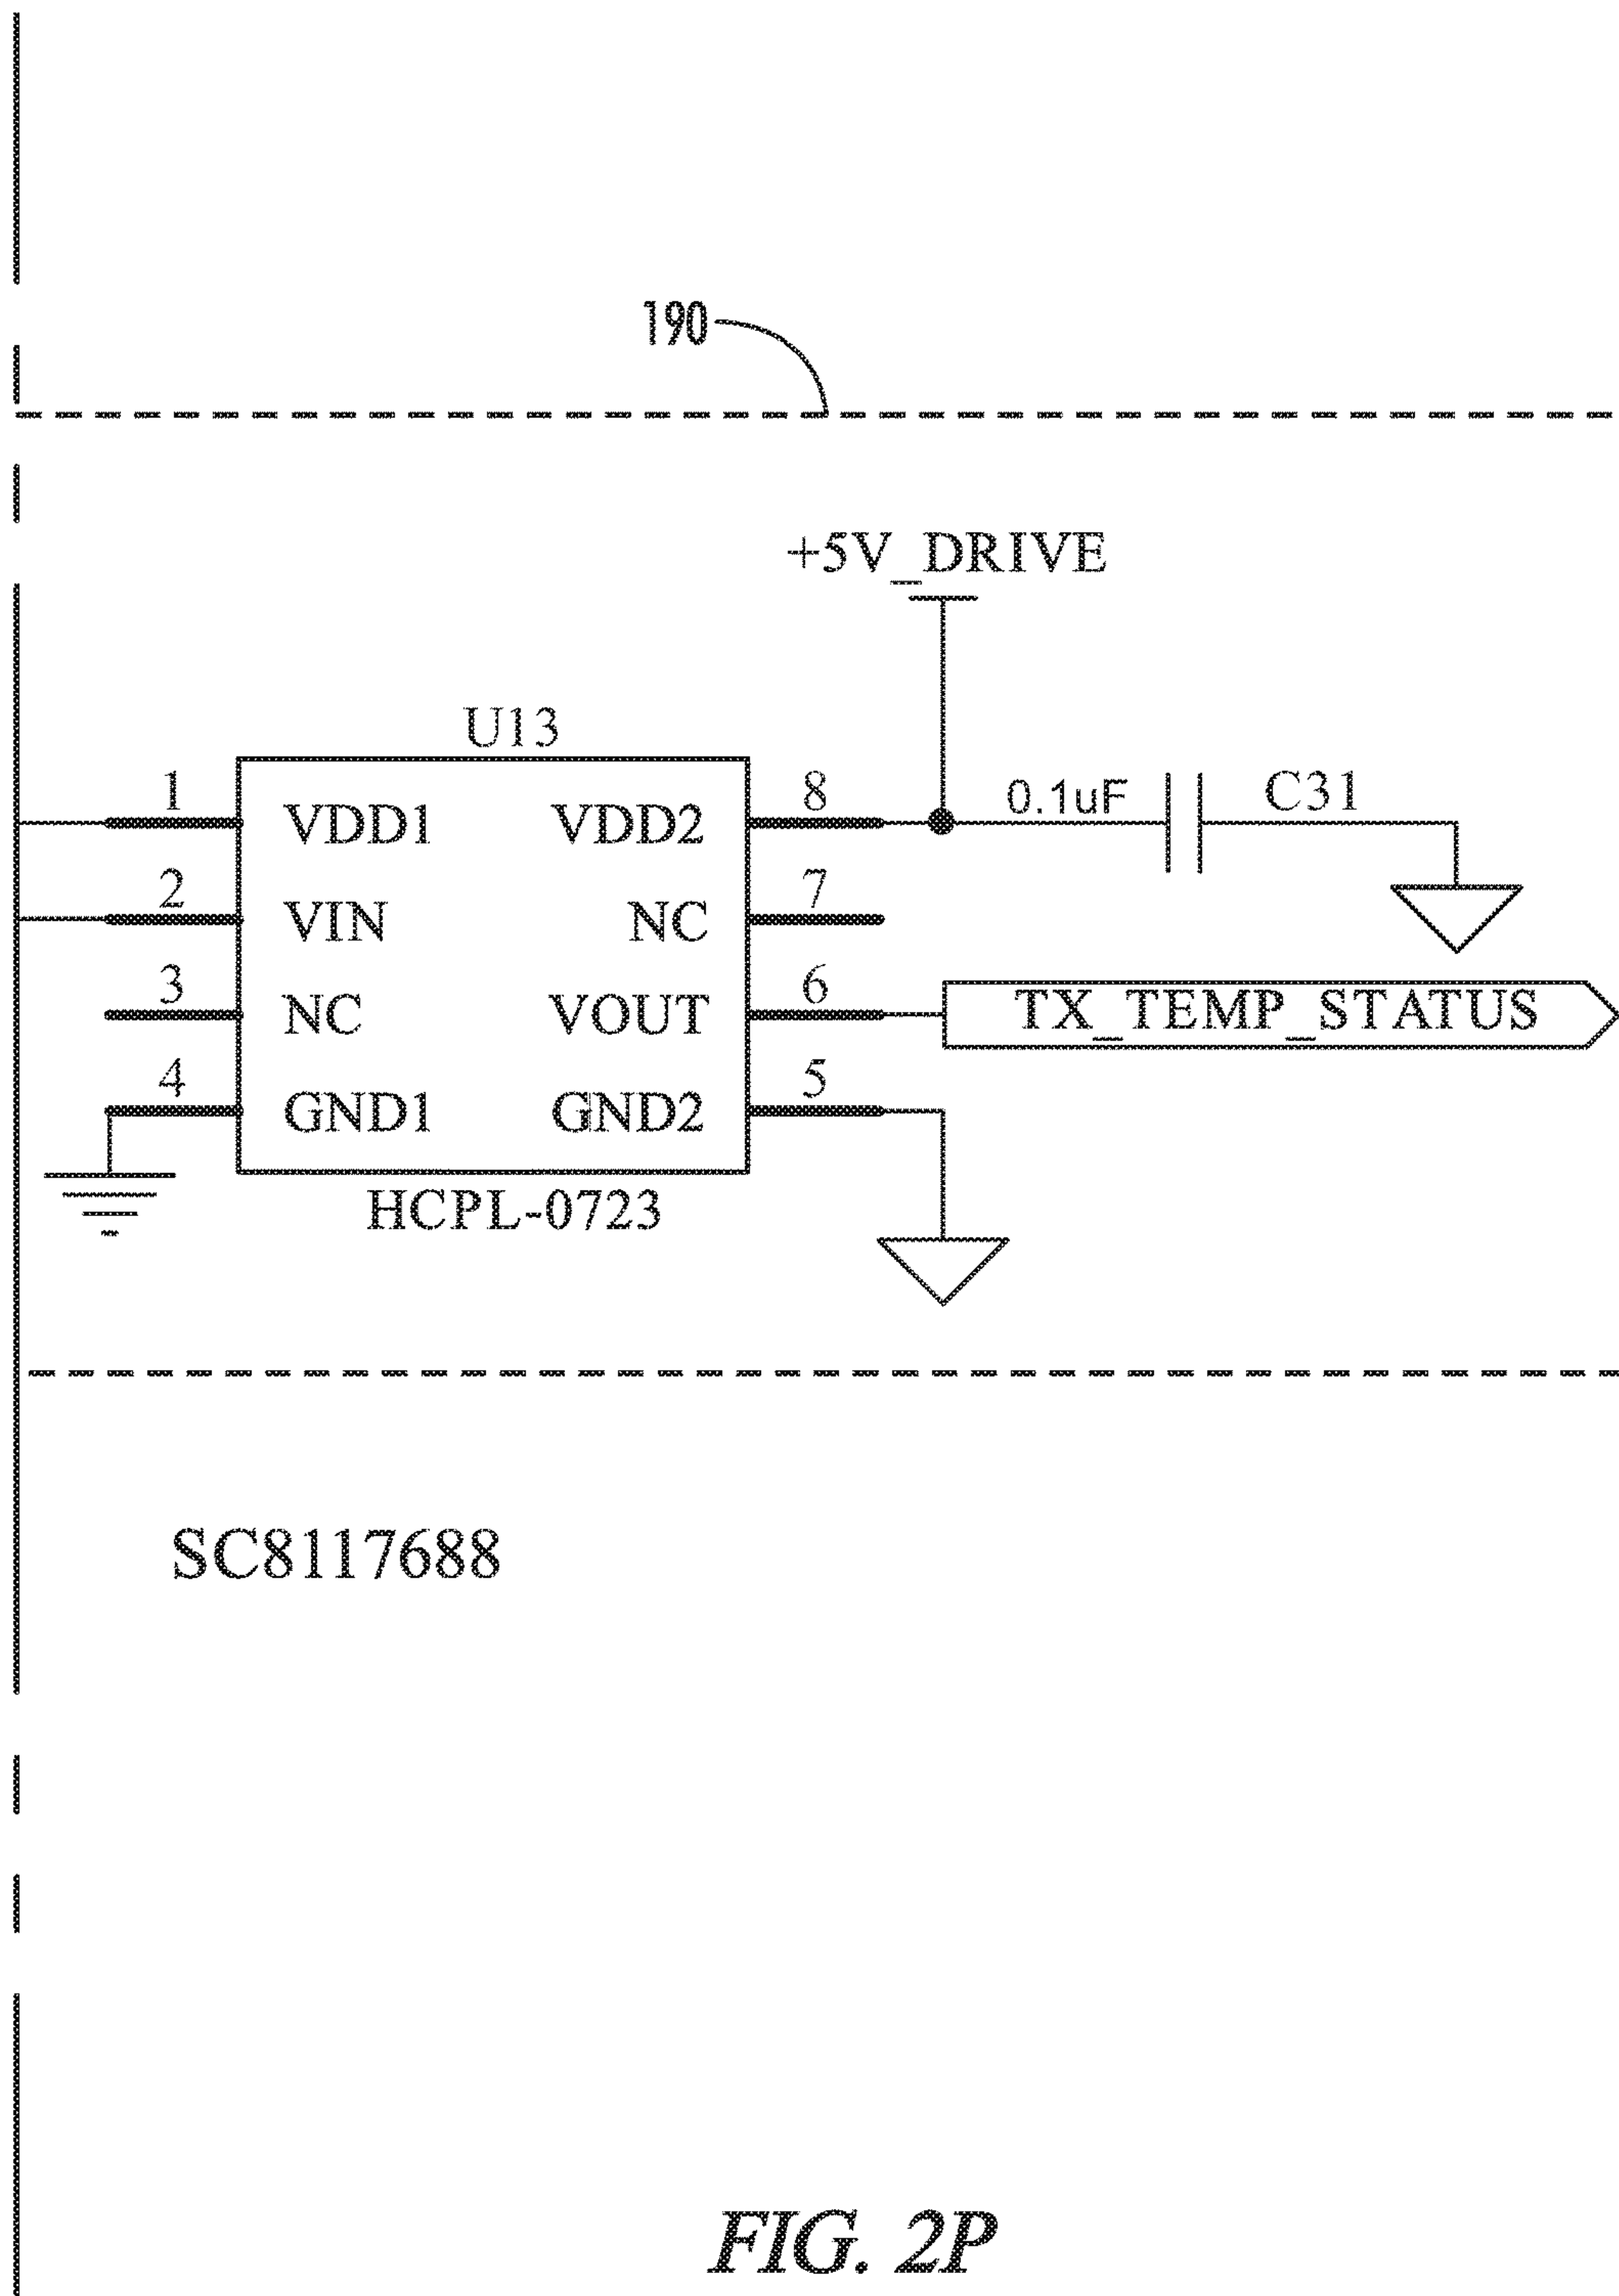 190
+5V_DRIVE
U13
1 VDD1 VDD2 8 0.1uF C31
2 VIN NC 7
3 NC VOUT 6 TX_TEMP_STATUS
4 GND1 GND2 5
HCPL-0723
SC8117688
FIG. 2P